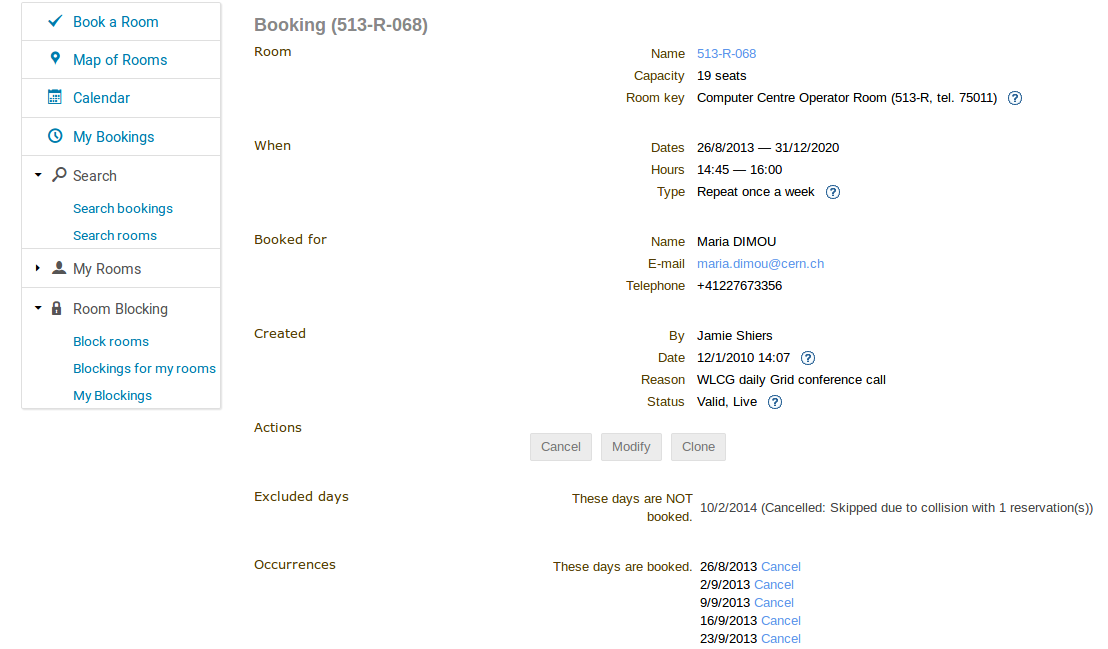 Book a Room
Map of Rooms
Calendar
My Bookings
Search
Search bookings
Search rooms
My Rooms
Room Blocking
Block rooms
Blockings for my rooms
My Blockings
Booking (513-R-068)
Room
Name 513-R-068
Capacity 19 seats
Room key Computer Centre Operator Room (513-R, tel. 75011) ?
When
Dates 26/8/2013 — 31/12/2020
Hours 14:45 — 16:00
Type Repeat once a week ?
Booked for
Name Maria DIMOU
E-mail maria.dimou@cern.ch
Telephone +41227673356
Created
By Jamie Shiers
Date 12/1/2010 14:07 ?
Reason WLCG daily Grid conference call
Status Valid, Live ?
Actions
Cancel Modify Clone
Excluded days
These days are NOT
booked.
10/2/2014 (Cancelled: Skipped due to collision with 1 reservation(s))
Occurrences
These days are booked. 26/8/2013 Cancel
2/9/2013 Cancel
9/9/2013 Cancel
16/9/2013 Cancel
23/9/2013 Cancel